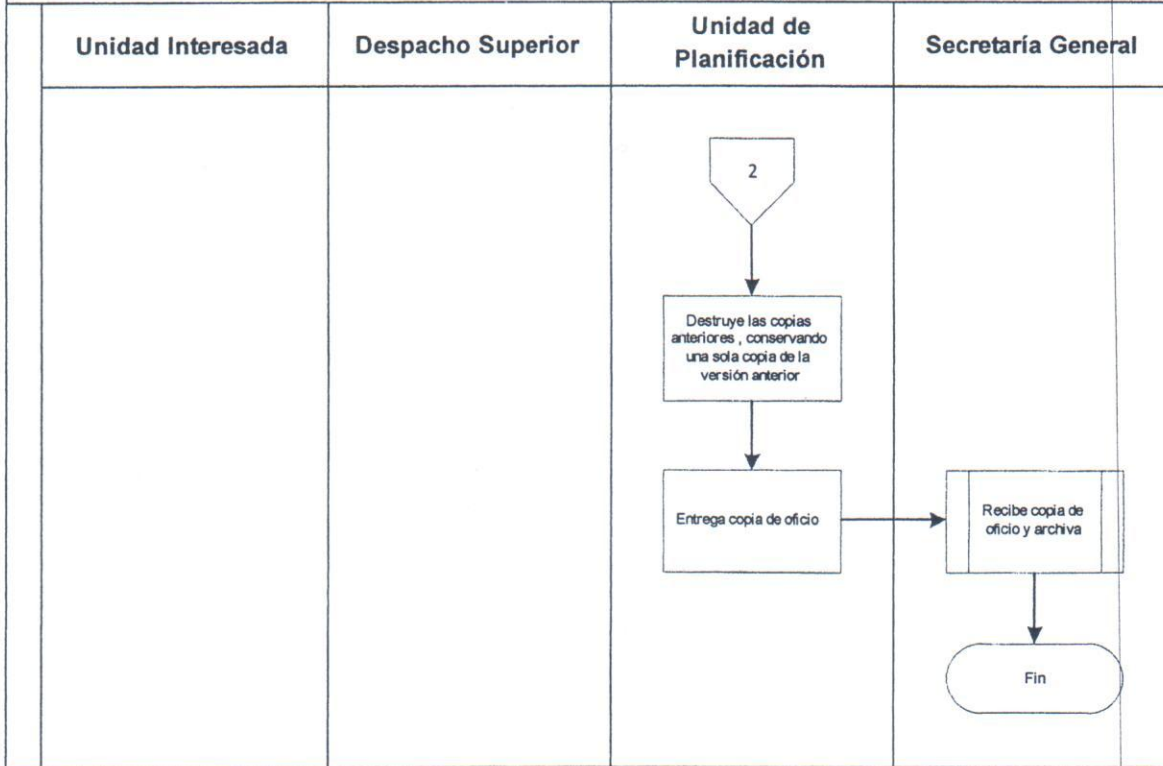 Unidad Interesada
Despacho Superior
Unidad de
Planificación
Secretaría General
2
Destruye las copias
anteriores , conservando
una sola copia de la
versión anterior
Entrega copia de oficio
Recibe copia de
oficio y archiva
Fin